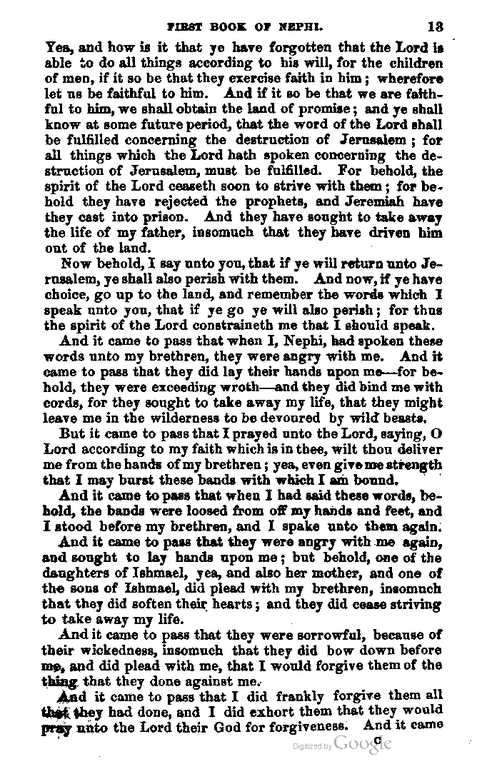 FIRST BOOK OF NEPHI. 13
Yea, and how is it that ye have forgotten that the Lord is
able to do all things according to his will, for the children
of men, if it so be that they exercise faith in him; wherefore
let us be faithful to him. And if it so be that we are faith-
ful to him, we shall obtain the land of promise; and ye shall
know at some future period, that the word of the Lord shall
be fulfilled concerning the destruction of Jerusalem; for
all things which the Lord hath spoken concerning the de-
struction of Jerusalem, must be fulfilled. For behold, the
spirit of the Lord ceaseth soon to strive with them; for be-
hold they have rejected the prophets, and Jeremiah have
they cast into prison. And they have sought to take away
the life of my father, insomuch that they have driven him
out of the land.
Now behold, I say unto you, that if ye will return unto Je-
rusalem, ye shall also perish with them. And now, if ye have
choice, go up to the land, and remember the words which I
speak unto you, that if ye go ye will also perish; for thus
the spirit of the Lord constraineth me that I should speak.
And it came to pass that when I, Nephi, had spoken these
words unto my brethren, they were angry with me. And it
came to pass that they did lay their hands upon me—for be-
hold, they were exceeding wroth—and they did bind me with
cords, for they sought to take away my life, that they might
leave me in the wilderness to be devoured by wild beasts.
But it came to pass that I prayed unto the Lord, saying, O
Lord according to my faith which is in thee, wilt thou deliver
me from the hands of my brethren; yea, even give me strength
that I may burst these bands with which I am bound.
And it came to pass that when I had said these words, be-
hold, the bands were loosed from off my hands and feet, and
I stood before my brethren, and I spake unto them again.
And it came to pass that they were angry with me again,
and sought to lay hands upon me; but behold, one of the
daughters of Ishmael, yea, and also her mother, and one of
the sons of Ishmael, did plead with my brethren, insomuch
that they did soften their hearts; and they did cease striving
to take away my life.
And it came to pass that they were sorrowful, because of
their wickedness, insomuch that they did bow down before
me, and did plead with me, that I would forgive them of the
thing that they done against me.
And it came to pass that I did frankly forgive them all
that they had done, and I did exhort them that they would
pray unto the Lord their God for forgiveness. And it came
C
Digitized by Google